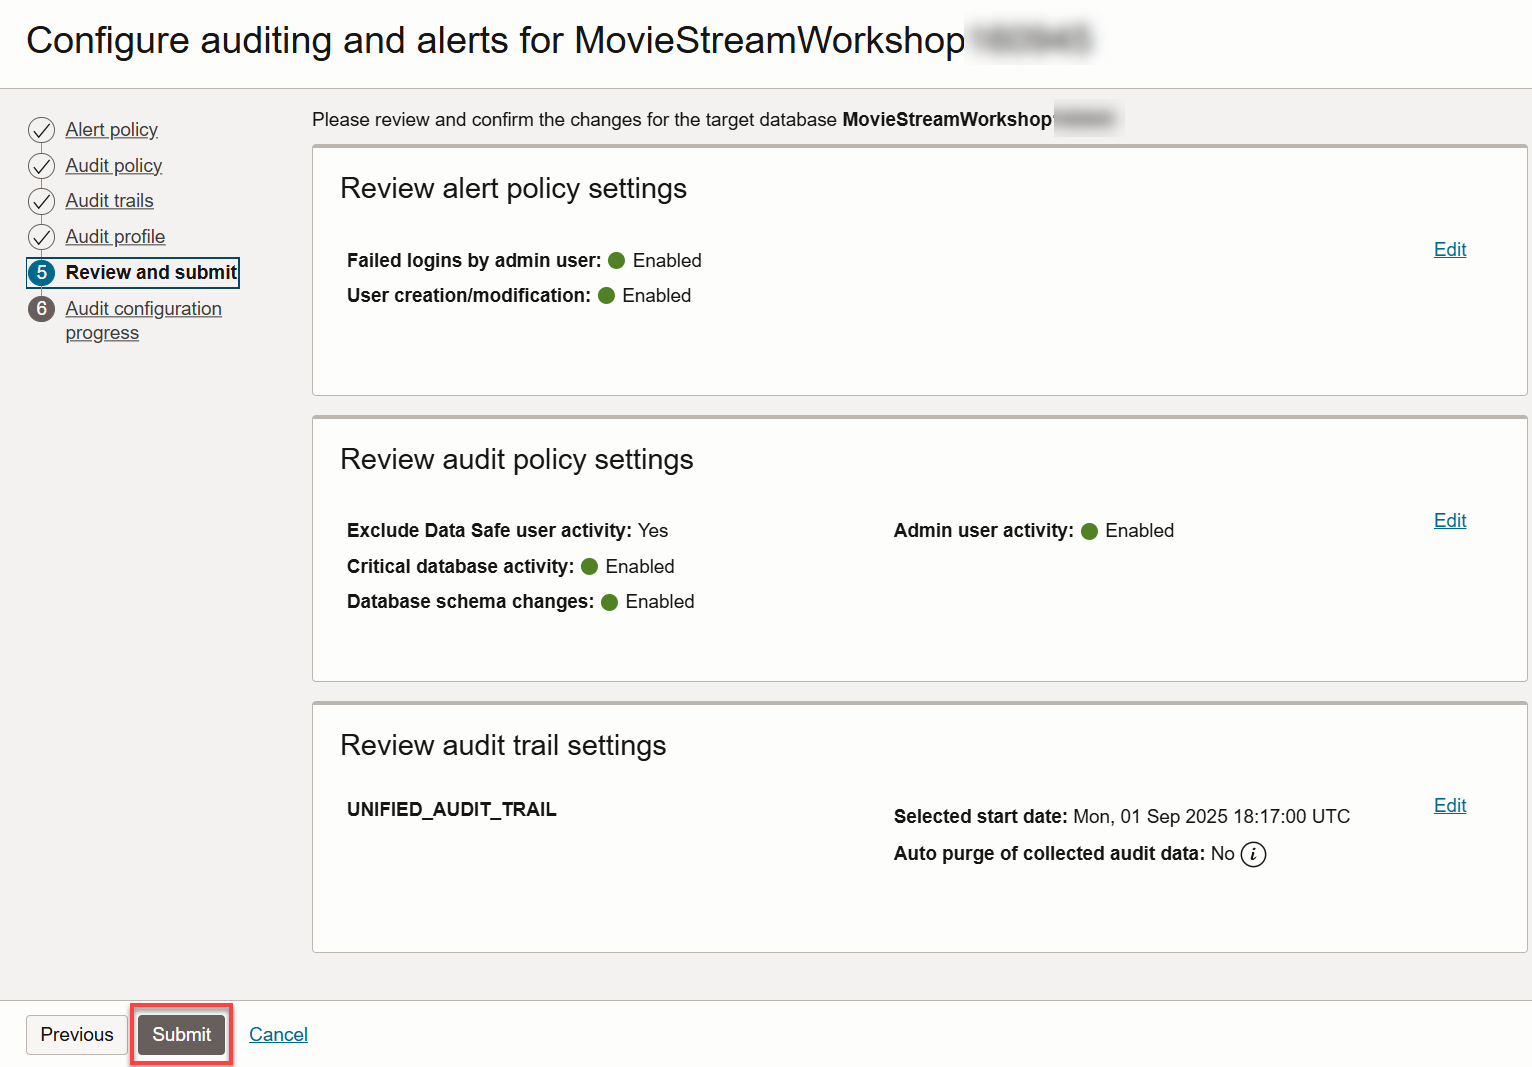 Configure auditing and alerts for MovieStreamWorkshop
Alert policy
Audit policy
Audit trails
Audit profile
5 Review and submit
6 Audit configuration
progress
Please review and confirm the changes for the target database MovieStreamWorkshop
Review alert policy settings
Failed logins by admin user: Enabled
User creation/modification: Enabled
Edit
Review audit policy settings
Exclude Data Safe user activity: Yes
Critical database activity: Enabled
Database schema changes: Enabled
Admin user activity: Enabled
Edit
Review audit trail settings
UNIFIED_AUDIT_TRAIL
Selected start date: Mon, 01 Sep 2025 18:17:00 UTC
Auto purge of collected audit data: No i
Edit
Previous Submit Cancel